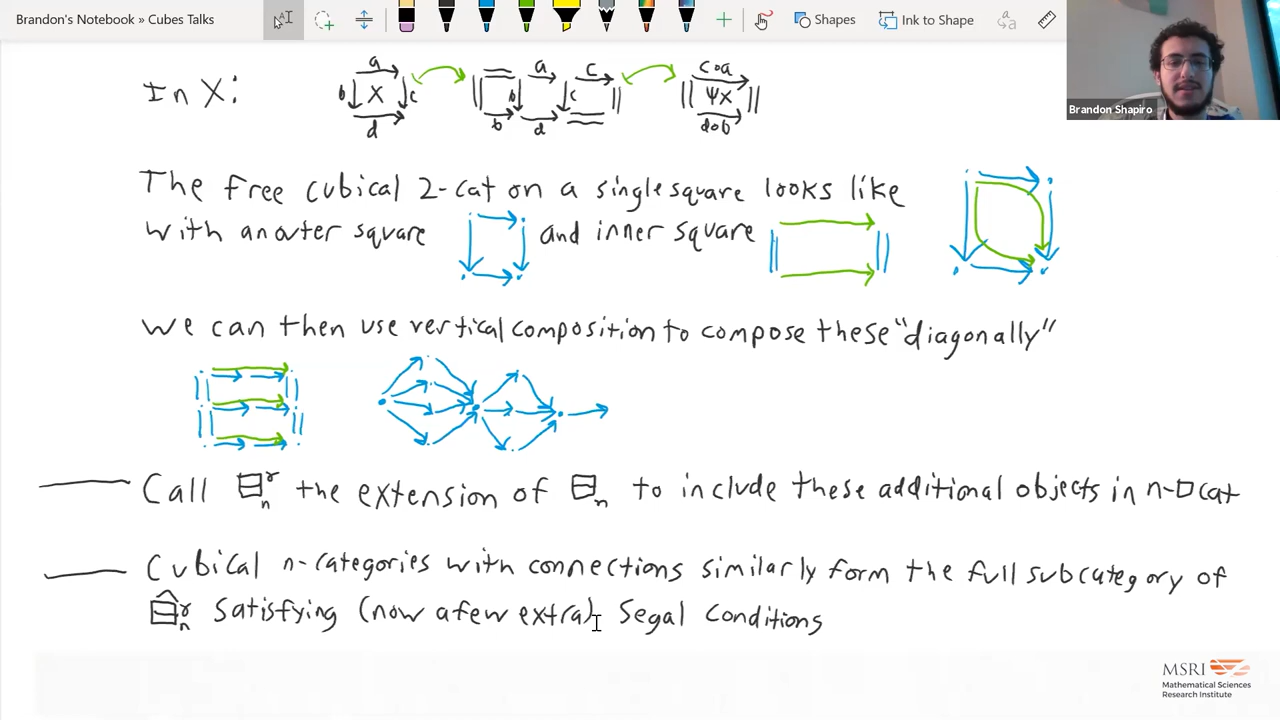 Brandon's Notebook » Cubes Talks
Shapes
Ink to Shape
Brandon Shapiro
In X:
a
b X c
d
a c
b c
b d
c∘a
ΨX
d∘b
The free cubical 2-cat on a single square looks like
with an outer square and inner square
we can then use vertical composition to compose these "diagonally"
Call ⊟ₙʳ the extension of ⊟ₙ to include these additional objects in n-□cat
Cubical n-categories with connections similarly form the full subcategory of
⊟̂ₙʳ Satisfying (now a few extra) Segal Conditions
MSRI
Mathematical Sciences
Research Institute